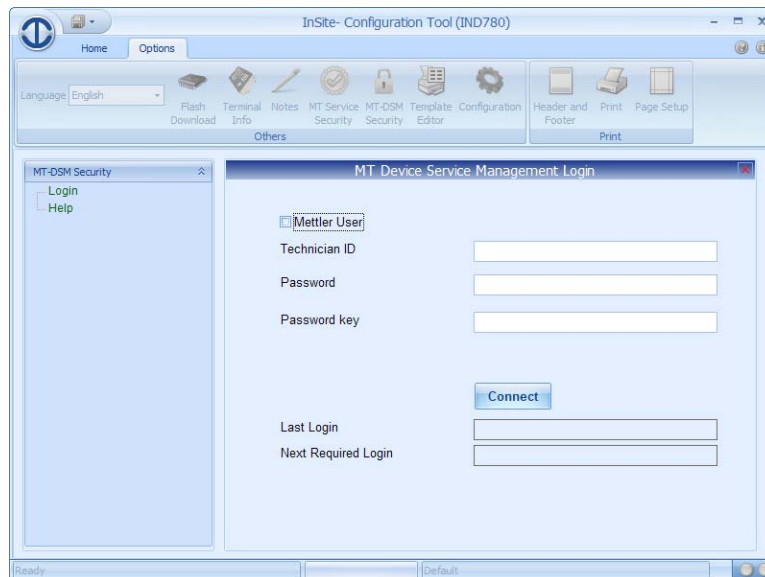 InSite- Configuration Tool (IND780)
Home Options
Language English
Flash Download
Terminal Info
Notes
MT Service Security
MT-DSM Security
Template Editor
Configuration
Header and Footer
Print
Page Setup
Others
Print
MT-DSM Security
Login
Help
MT Device Service Management Login
Mettler User
Technician ID
Password
Password key
Connect
Last Login
Next Required Login
Ready
Default